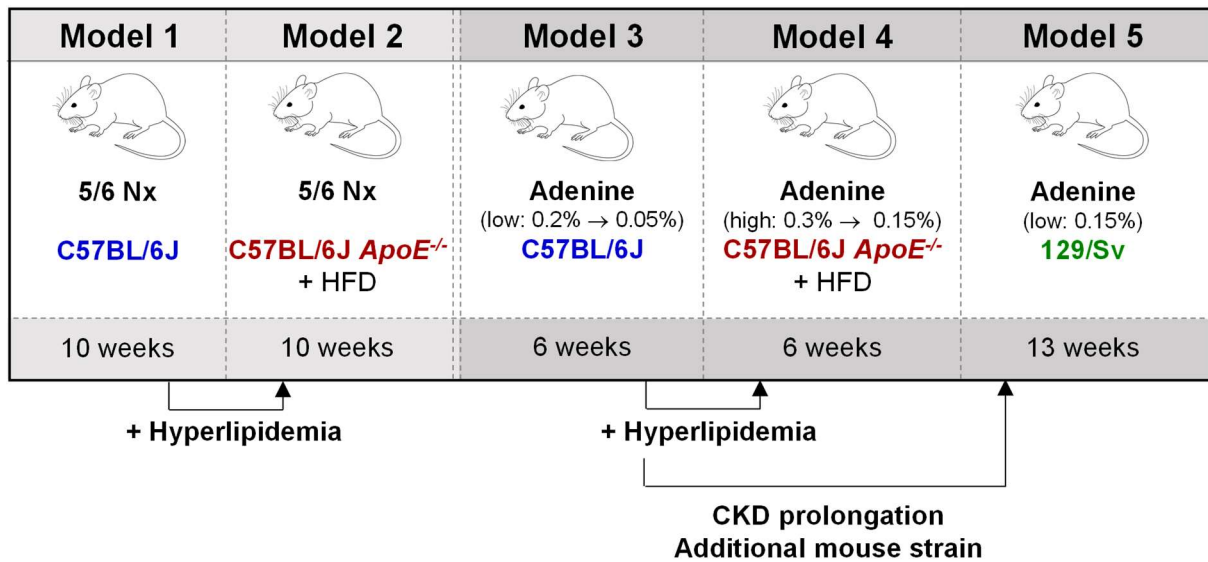 Model 1
Model 2
Model 3
Model 4
Model 5
5/6 Nx
C57BL/6J
5/6 Nx
C57BL/6J ApoE-/-
+ HFD
Adenine
(low: 0.2% → 0.05%)
C57BL/6J
Adenine
(high: 0.3% → 0.15%)
C57BL/6J ApoE-/-
+ HFD
Adenine
(low: 0.15%)
129/Sv
10 weeks
10 weeks
6 weeks
6 weeks
13 weeks
+ Hyperlipidemia
+ Hyperlipidemia
CKD prolongation
Additional mouse strain